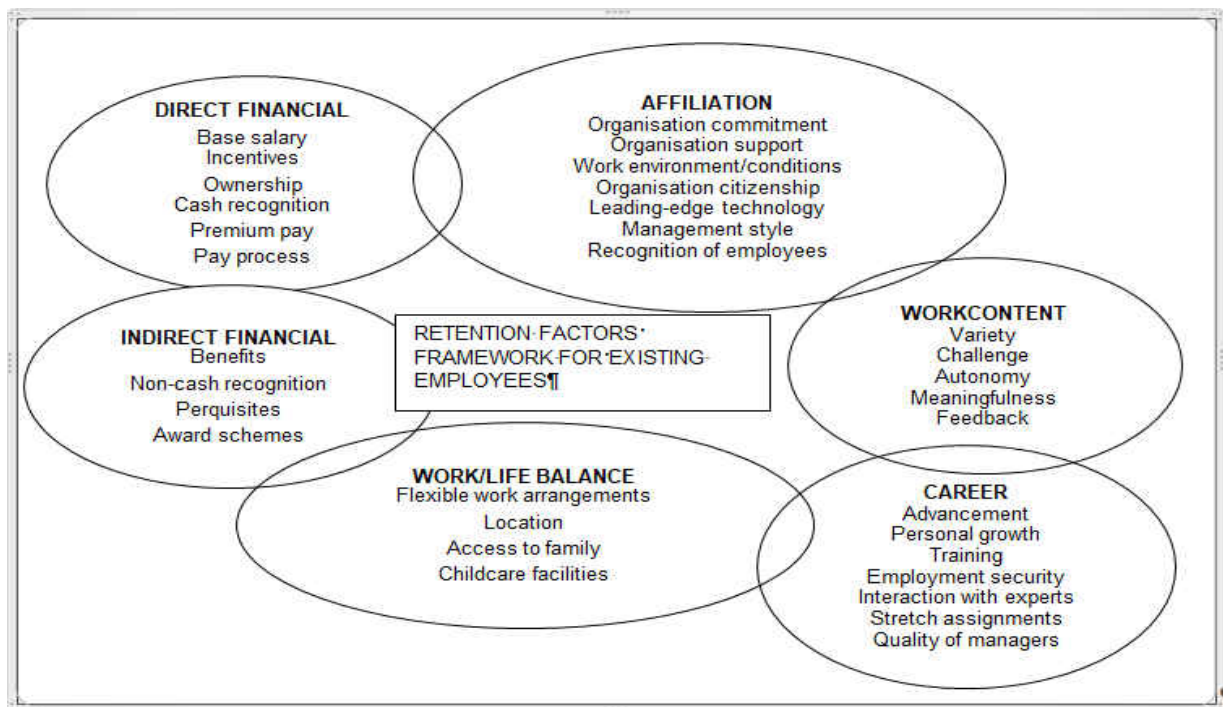 DIRECT FINANCIAL
Base salary
Incentives
Ownership
Cash recognition
Premium pay
Pay process
AFFILIATION
Organisation commitment
Organisation support
Work environment/conditions
Organisation citizenship
Leading-edge technology
Management style
Recognition of employees
INDIRECT FINANCIAL
Benefits
Non-cash recognition
Perquisites
Award schemes
RETENTION·FACTORS·
FRAMEWORK·FOR·EXISTING·
EMPLOYEES¶
WORKCONTENT
Variety
Challenge
Autonomy
Meaningfulness
Feedback
WORK/LIFE BALANCE
Flexible work arrangements
Location
Access to family
Childcare facilities
CAREER
Advancement
Personal growth
Training
Employment security
Interaction with experts
Stretch assignments
Quality of managers